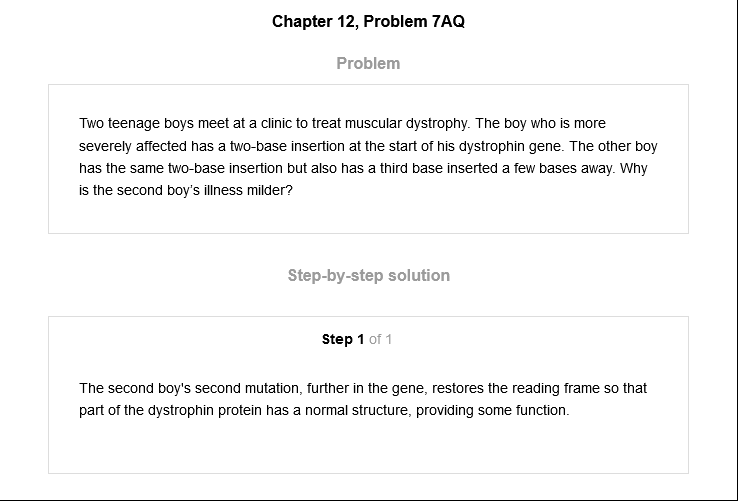 Chapter 12, Problem 7AQ
Problem
Two teenage boys meet at a clinic to treat muscular dystrophy. The boy who is more
severely affected has a two-base insertion at the start of his dystrophin gene. The other boy
has the same two-base insertion but also has a third base inserted a few bases away. Why
is the second boy’s illness milder?
Step-by-step solution
Step 1 of 1
The second boy's second mutation, further in the gene, restores the reading frame so that
part of the dystrophin protein has a normal structure, providing some function.